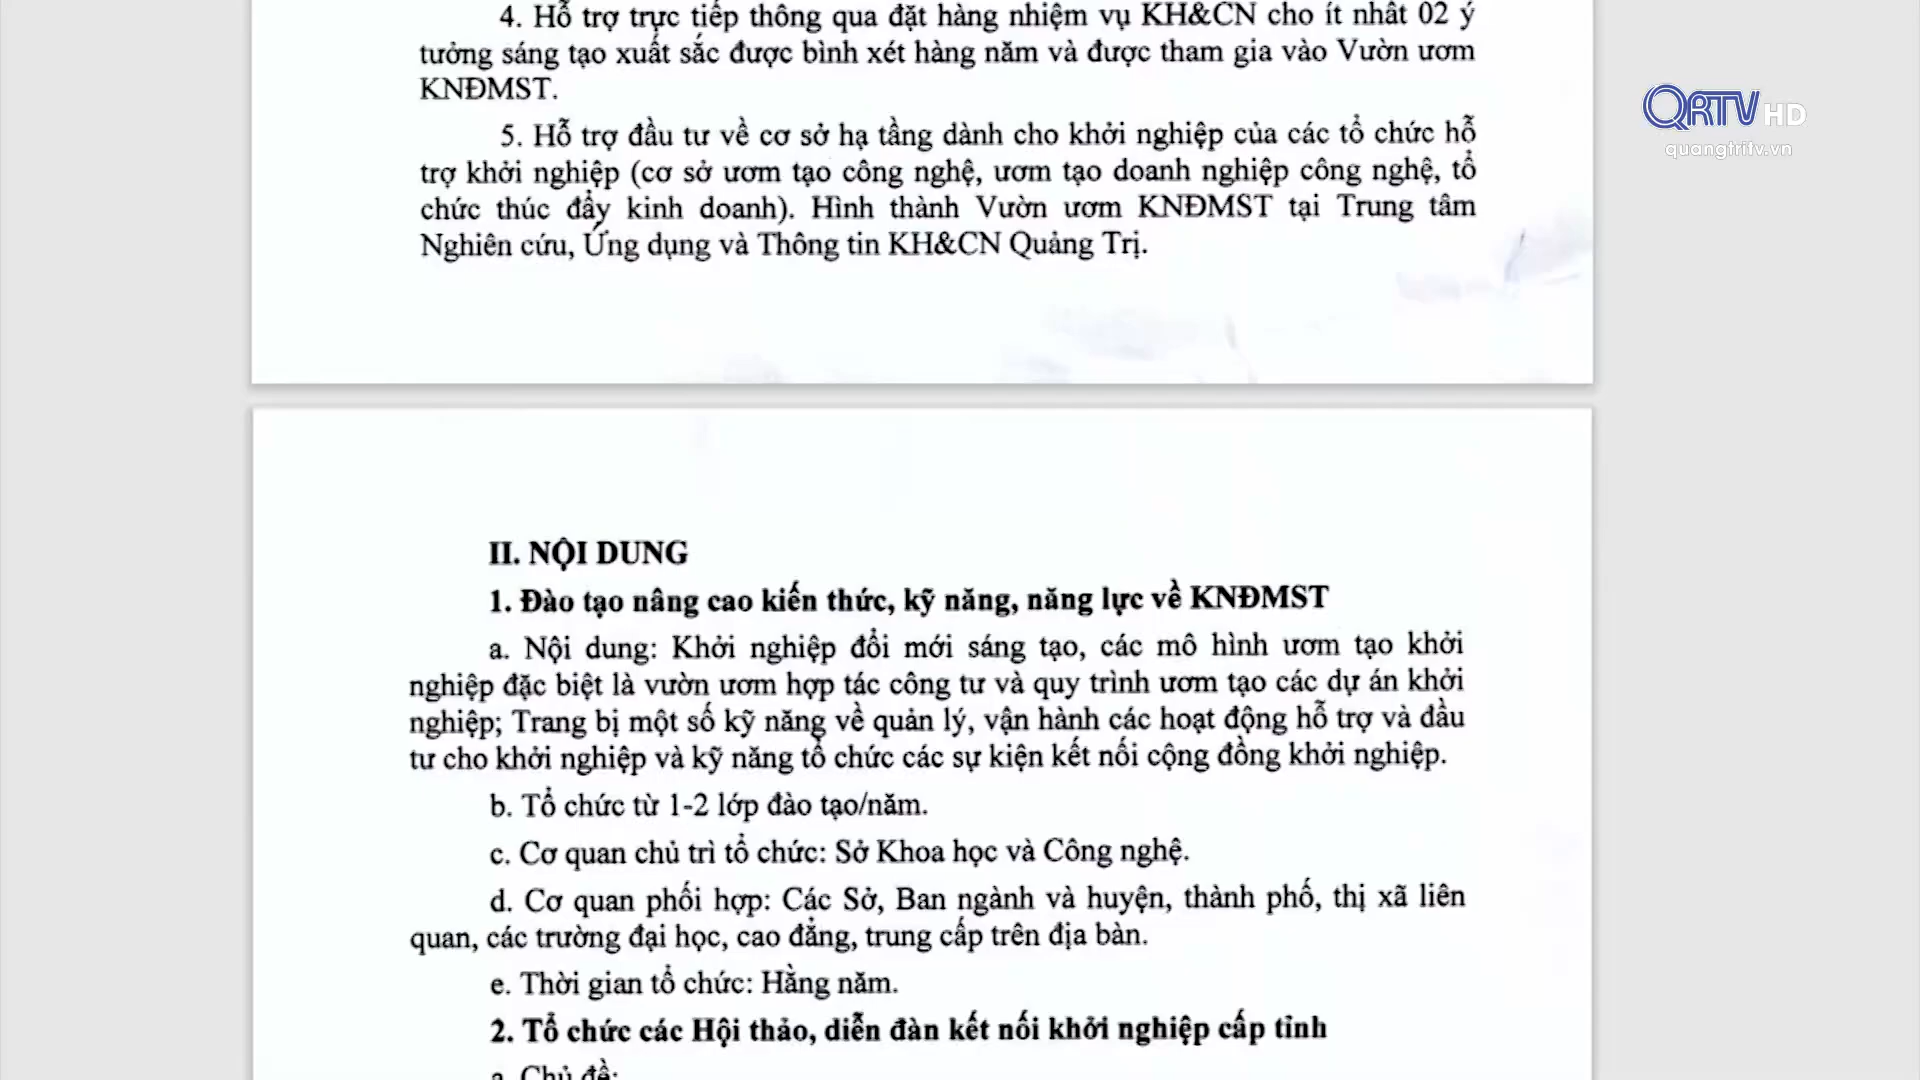 4. Hỗ trợ trực tiếp thông qua đặt hàng nhiệm vụ KH&CN cho ít nhất 02 ý
tưởng sáng tạo xuất sắc được bình xét hàng năm và được tham gia vào Vườn ươm
KNĐMST.
5. Hỗ trợ đầu tư về cơ sở hạ tầng dành cho khởi nghiệp của các tổ chức hỗ
trợ khởi nghiệp (cơ sở ươm tạo công nghệ, ươm tạo doanh nghiệp công nghệ, tổ
chức thúc đẩy kinh doanh). Hình thành Vườn ươm KNĐMST tại Trung tâm
Nghiên cứu, Ứng dụng và Thông tin KH&CN Quảng Trị.
QRTV HD
quangtritv.vn
II. NỘI DUNG
1. Đào tạo nâng cao kiến thức, kỹ năng, năng lực về KNĐMST
a. Nội dung: Khởi nghiệp đổi mới sáng tạo, các mô hình ươm tạo khởi
nghiệp đặc biệt là vườn ươm hợp tác công tư và quy trình ươm tạo các dự án khởi
nghiệp; Trang bị một số kỹ năng về quản lý, vận hành các hoạt động hỗ trợ và đầu
tư cho khởi nghiệp và kỹ năng tổ chức các sự kiện kết nối cộng đồng khởi nghiệp.
b. Tổ chức từ 1-2 lớp đào tạo/năm.
c. Cơ quan chủ trì tổ chức: Sở Khoa học và Công nghệ.
d. Cơ quan phối hợp: Các Sở, Ban ngành và huyện, thành phố, thị xã liên
quan, các trường đại học, cao đẳng, trung cấp trên địa bàn.
e. Thời gian tổ chức: Hằng năm.
2. Tổ chức các Hội thảo, diễn đàn kết nối khởi nghiệp cấp tỉnh
a. Chủ đề: